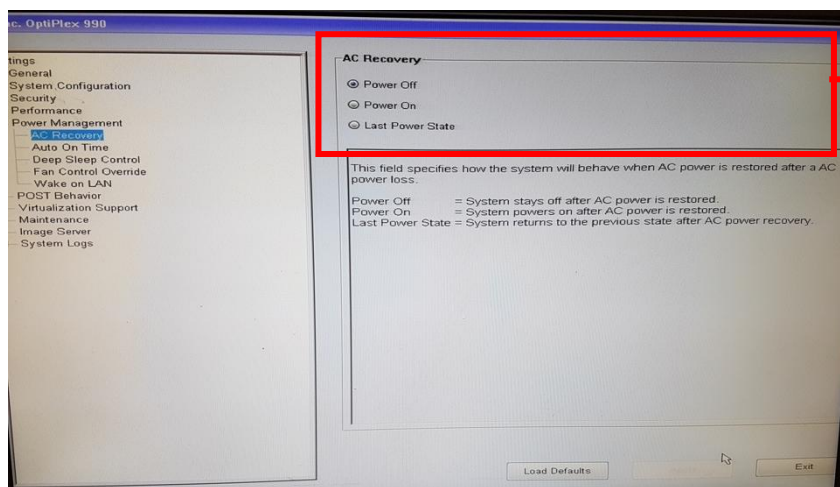 c. OptiPlex 990
tings
General
System Configuration
Security
Performance
Power Management
AC Recovery
Auto On Time
Deep Sleep Control
Fan Control Override
Wake on LAN
POST Behavior
Virtualization Support
Maintenance
Image Server
System Logs
AC Recovery
Power Off
Power On
Last Power State
This field specifies how the system will behave when AC power is restored after a AC
power loss.
Power Off = System stays off after AC power is restored.
Power On = System powers on after AC power is restored.
Last Power State = System returns to the previous state after AC power recovery.
Load Defaults
Exit